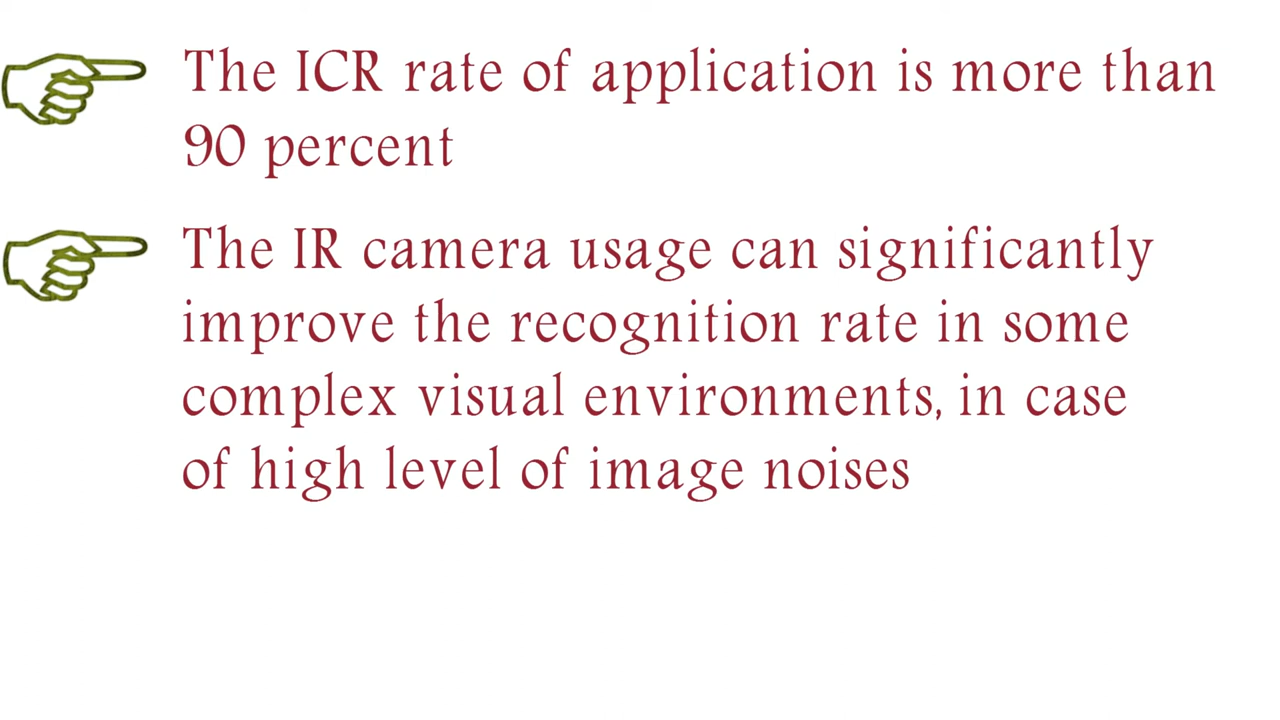 The ICR rate of application is more than
90 percent
The IR camera usage can significantly
improve the recognition rate in some
complex visual environments, in case
of high level of image noises